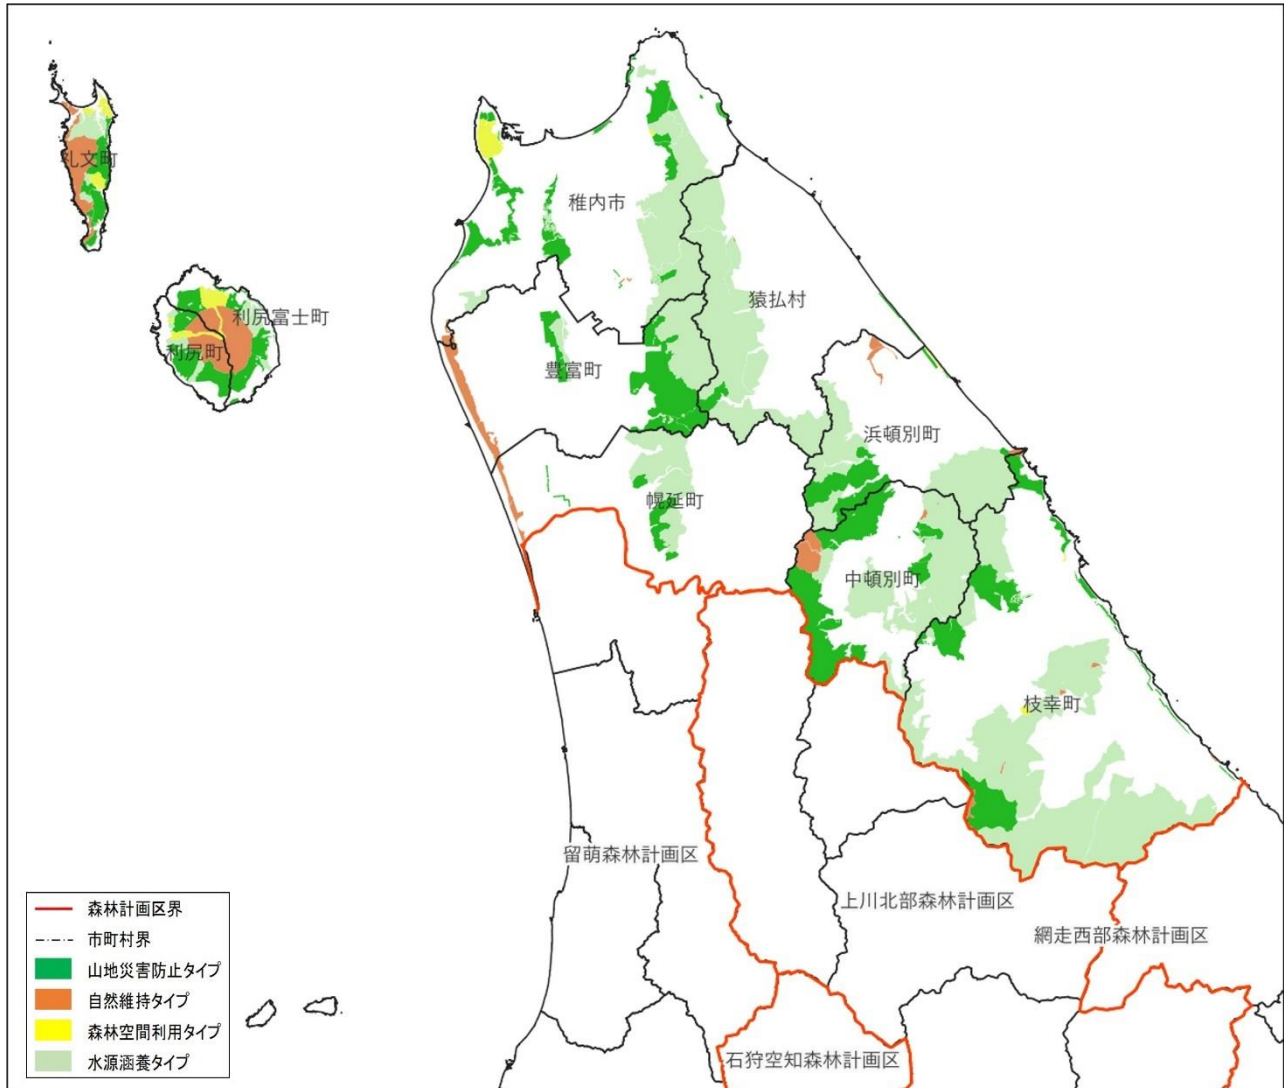 礼文町
稚内市
利尻富士町
利尻町
猿払村
豊富町
浜頓別町
幌延町
中頓別町
枝幸町
留萌森林計画区
上川北部森林計画区
網走西部森林計画区
石狩空知森林計画区
森林計画区界
市町村界
山地災害防止タイプ
自然維持タイプ
森林空間利用タイプ
水源涵養タイプ